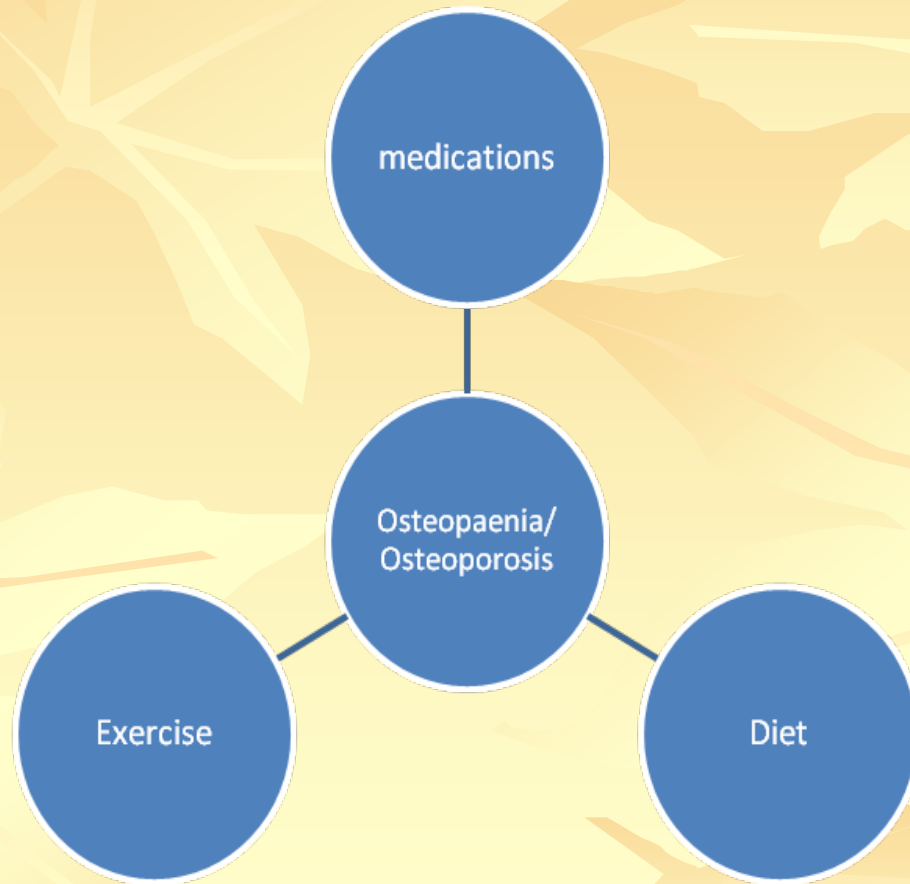 medications
Osteopaenia/
Osteoporosis
Exercise
Diet